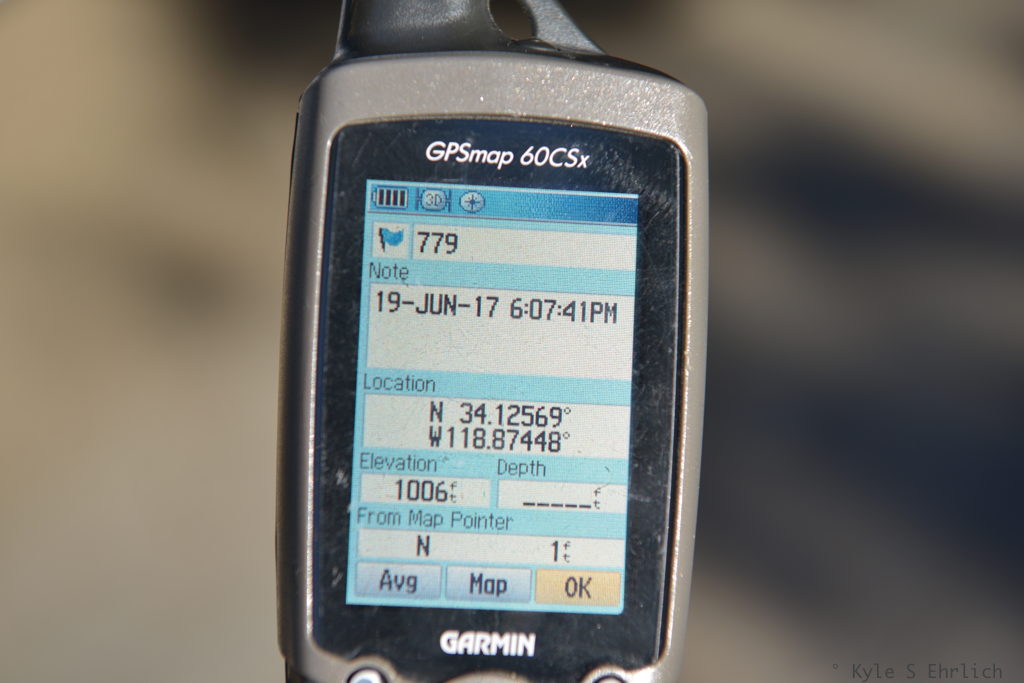 GPSmap 60CSx
3D
779
Note
19-JUN-17 6:07:41PM
Location
N 34.12569°
W118.87448°
Elevation Depth
1006ft _____ft
From Map Pointer
N 1ft
Avg Map OK
GARMIN
° Kyle S Ehrlich